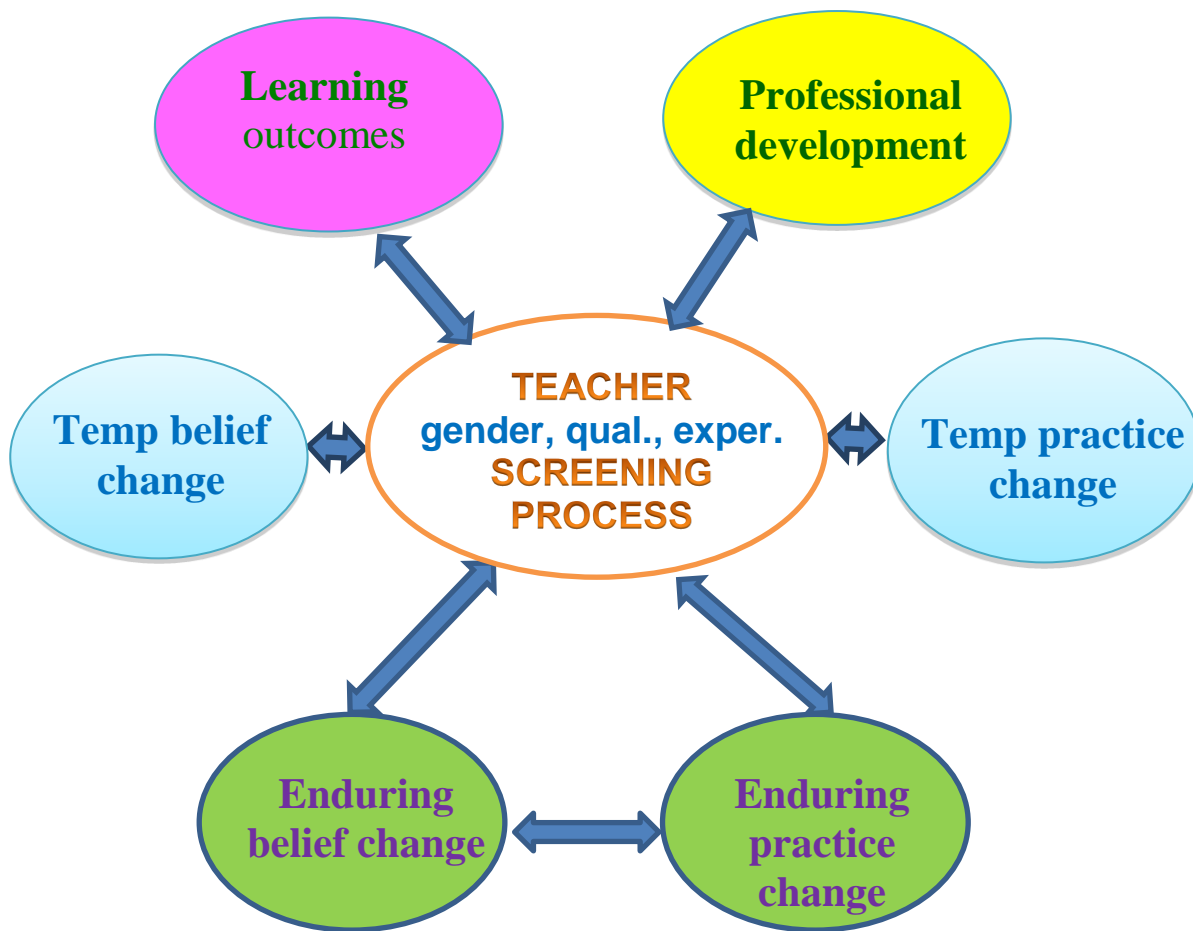 Learning
outcomes
Professional
development
TEACHER
gender, qual., exper.
SCREENING
PROCESS
Temp belief
change
Temp practice
change
Enduring
belief change
Enduring
practice
change